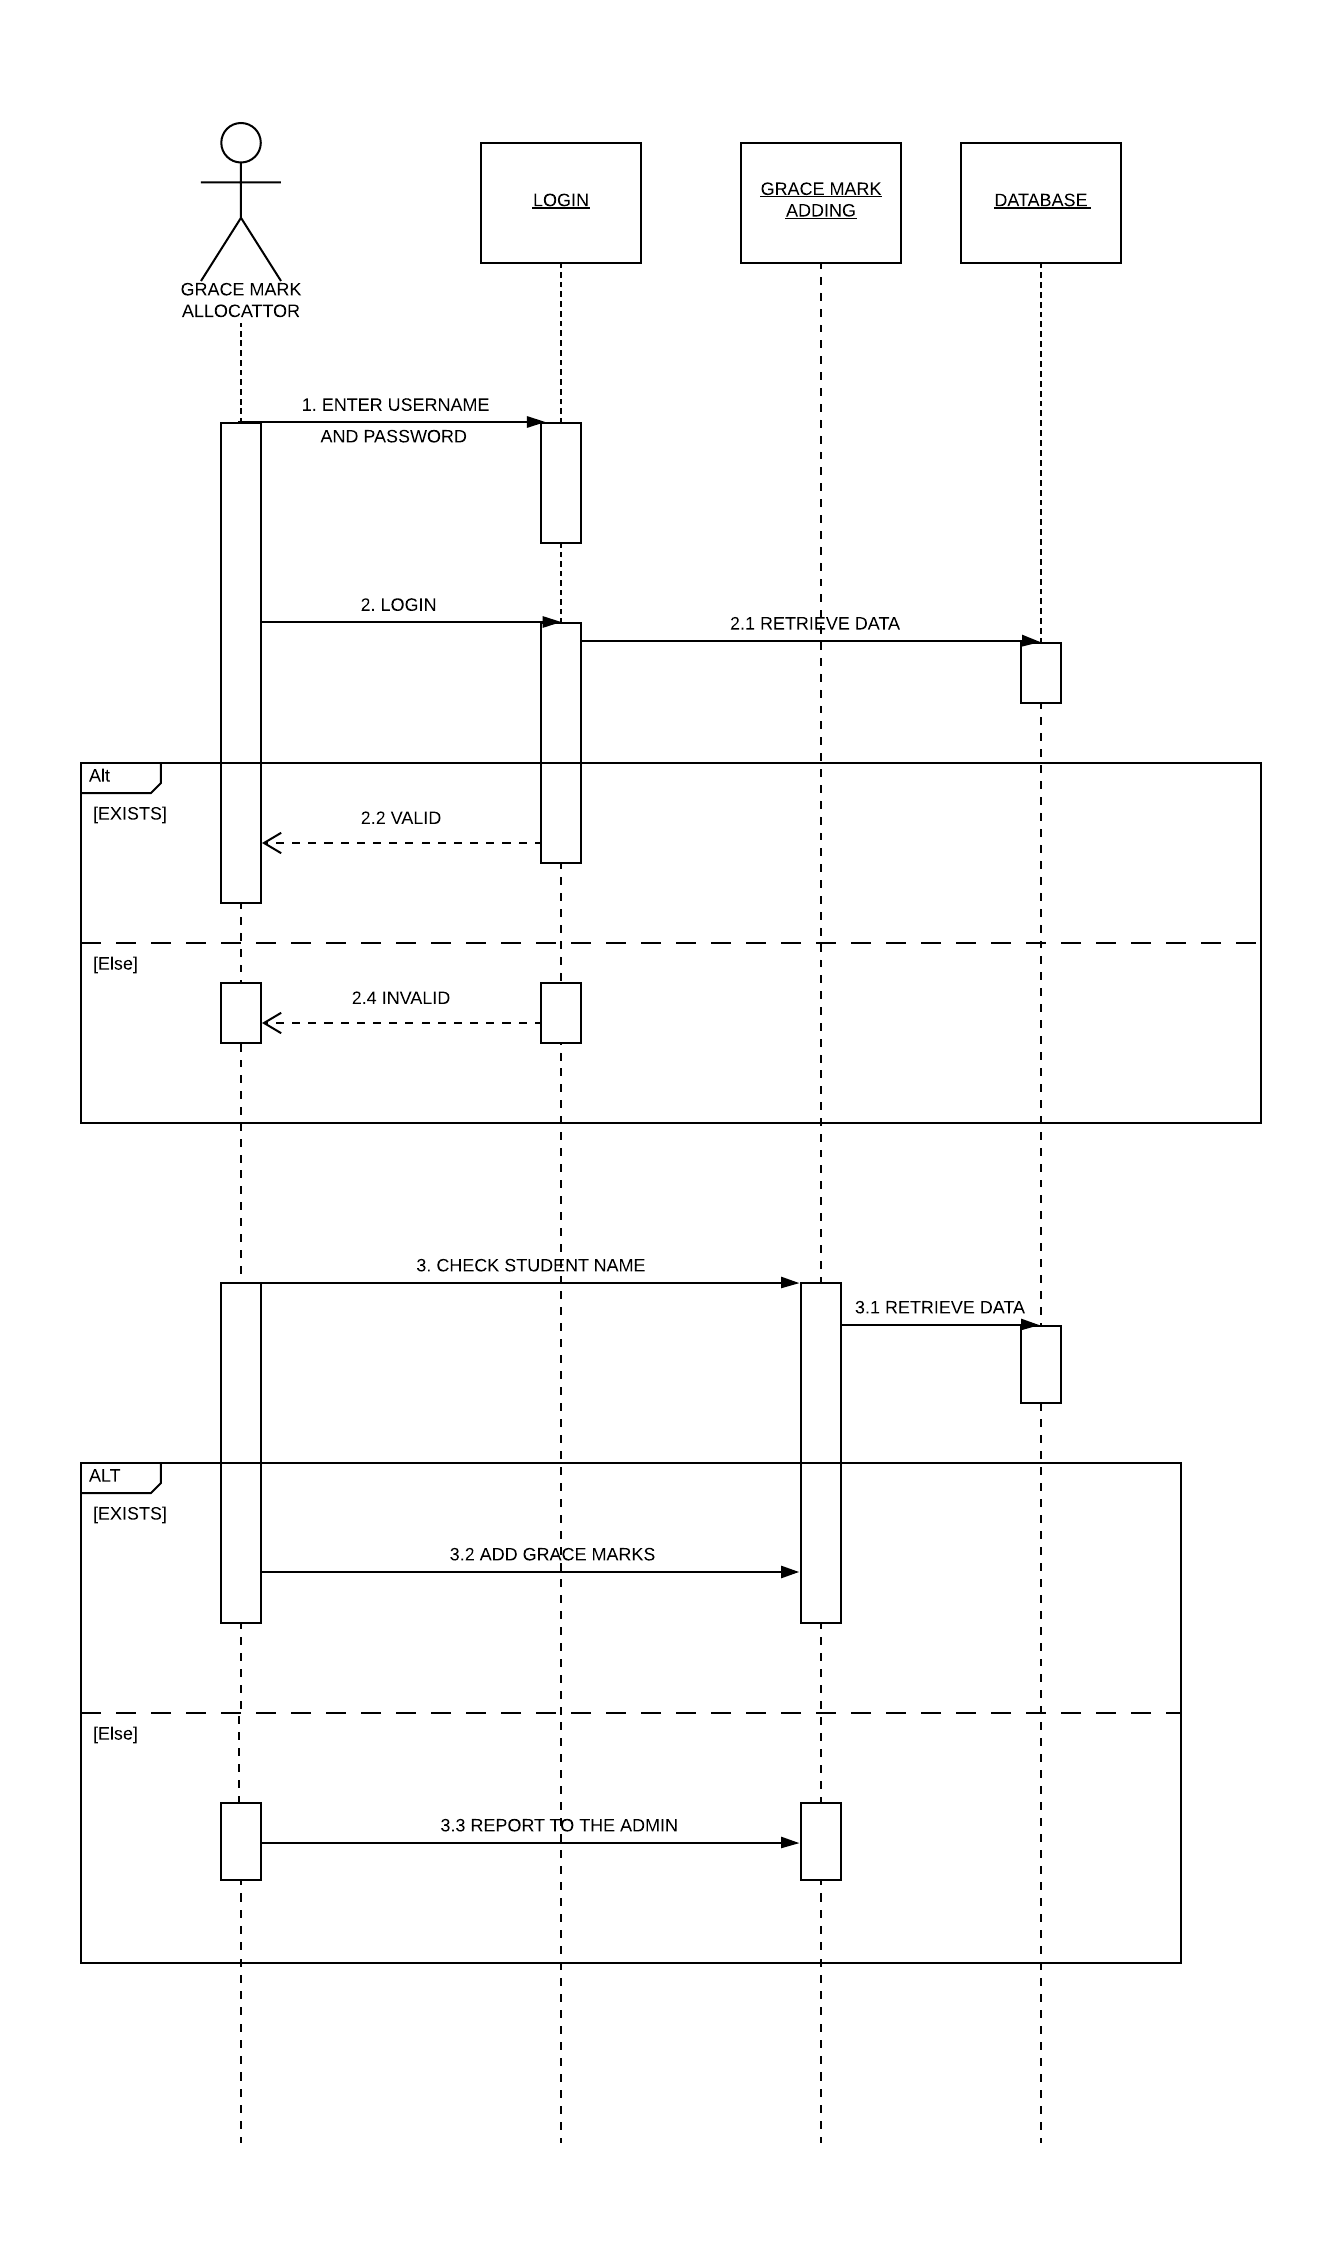 LOGIN
GRACE MARK
ADDING
DATABASE
GRACE MARK
ALLOCATTOR
1. ENTER USERNAME
AND PASSWORD
2. LOGIN
2.1 RETRIEVE DATA
Alt
[EXISTS]
2.2 VALID
[Else]
2.4 INVALID
3. CHECK STUDENT NAME
3.1 RETRIEVE DATA
ALT
[EXISTS]
3.2 ADD GRACE MARKS
[Else]
3.3 REPORT TO THE ADMIN